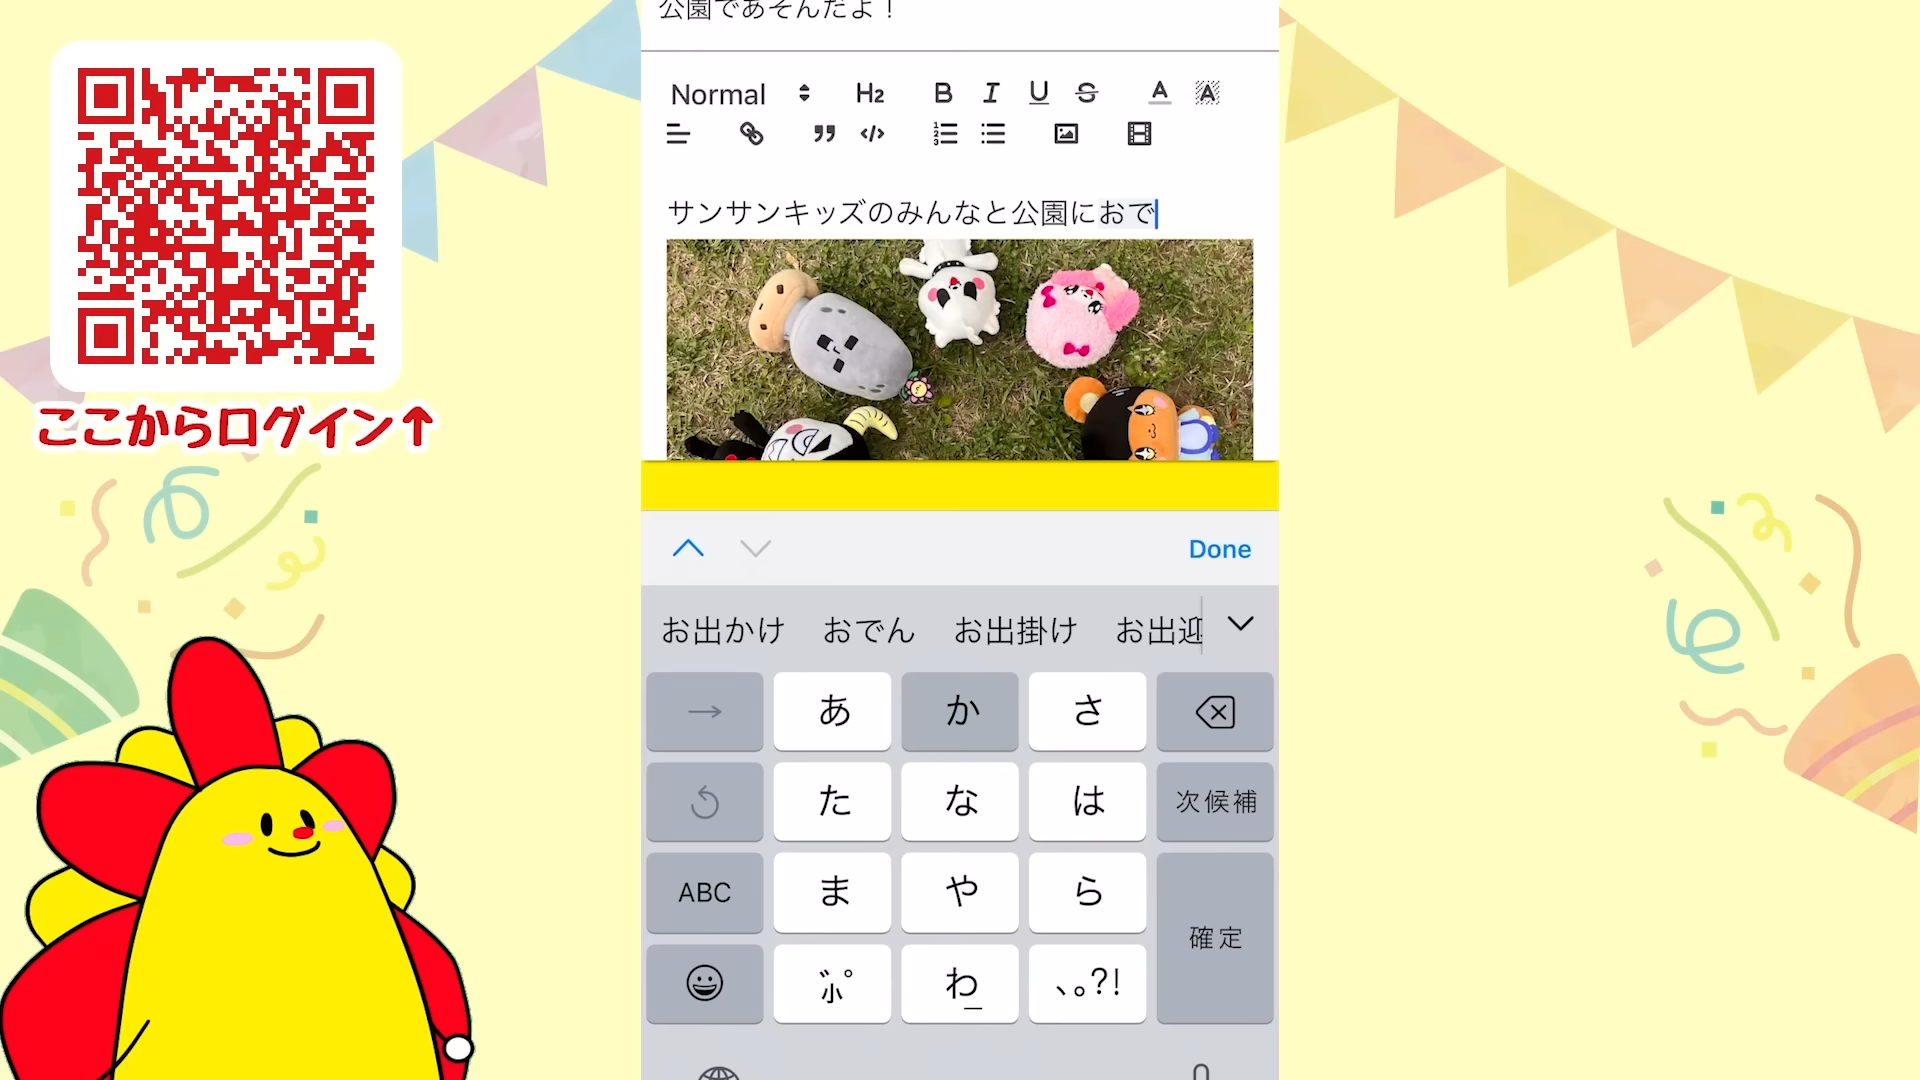 公園であそんだよ！
Normal H2 B I U S A A
サンサンキッズのみんなと公園におで
ここからログイン↑
Done
お出かけ おでん お出掛け お出迎
→ あ か さ
た な は 次候補
ABC ま や ら 確定
゛゜小 わ 、。?!